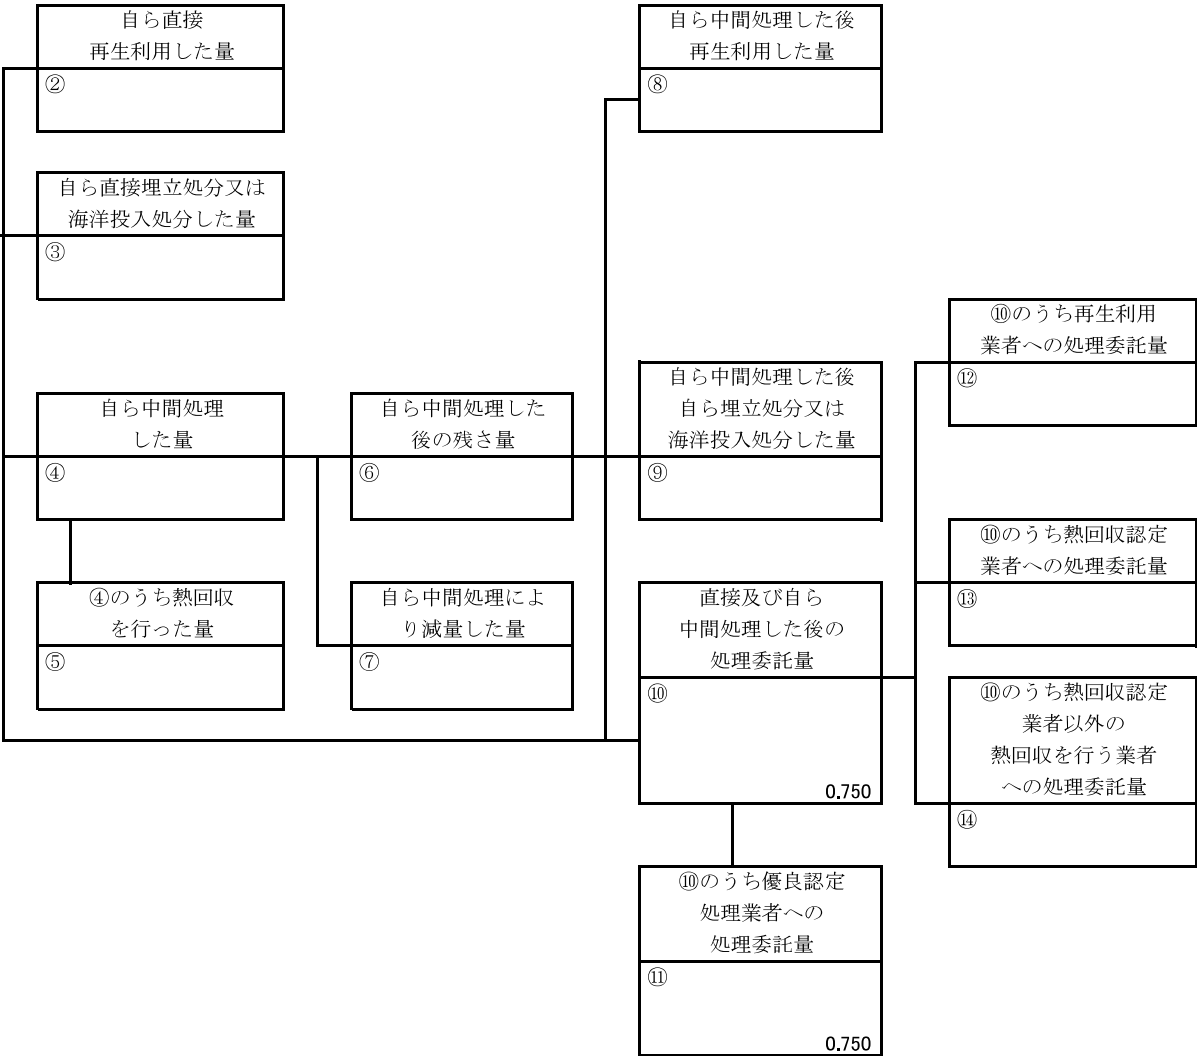 自ら直接
再生利用した量
②
自ら中間処理した後
再生利用した量
⑧
自ら直接埋立処分又は
海洋投入処分した量
③
⑩のうち再生利用
業者への処理委託量
⑫
自ら中間処理
した量
④
自ら中間処理した
後の残さ量
⑥
自ら中間処理した後
自ら埋立処分又は
海洋投入処分した量
⑨
⑩のうち熱回収認定
業者への処理委託量
⑬
④のうち熱回収
を行った量
⑤
自ら中間処理によ
り減量した量
⑦
直接及び自ら
中間処理した後の
処理委託量
⑩
0.750
⑩のうち熱回収認定
業者以外の
熱回収を行う業者
への処理委託量
⑭
⑩のうち優良認定
処理業者への
処理委託量
⑪
0.750